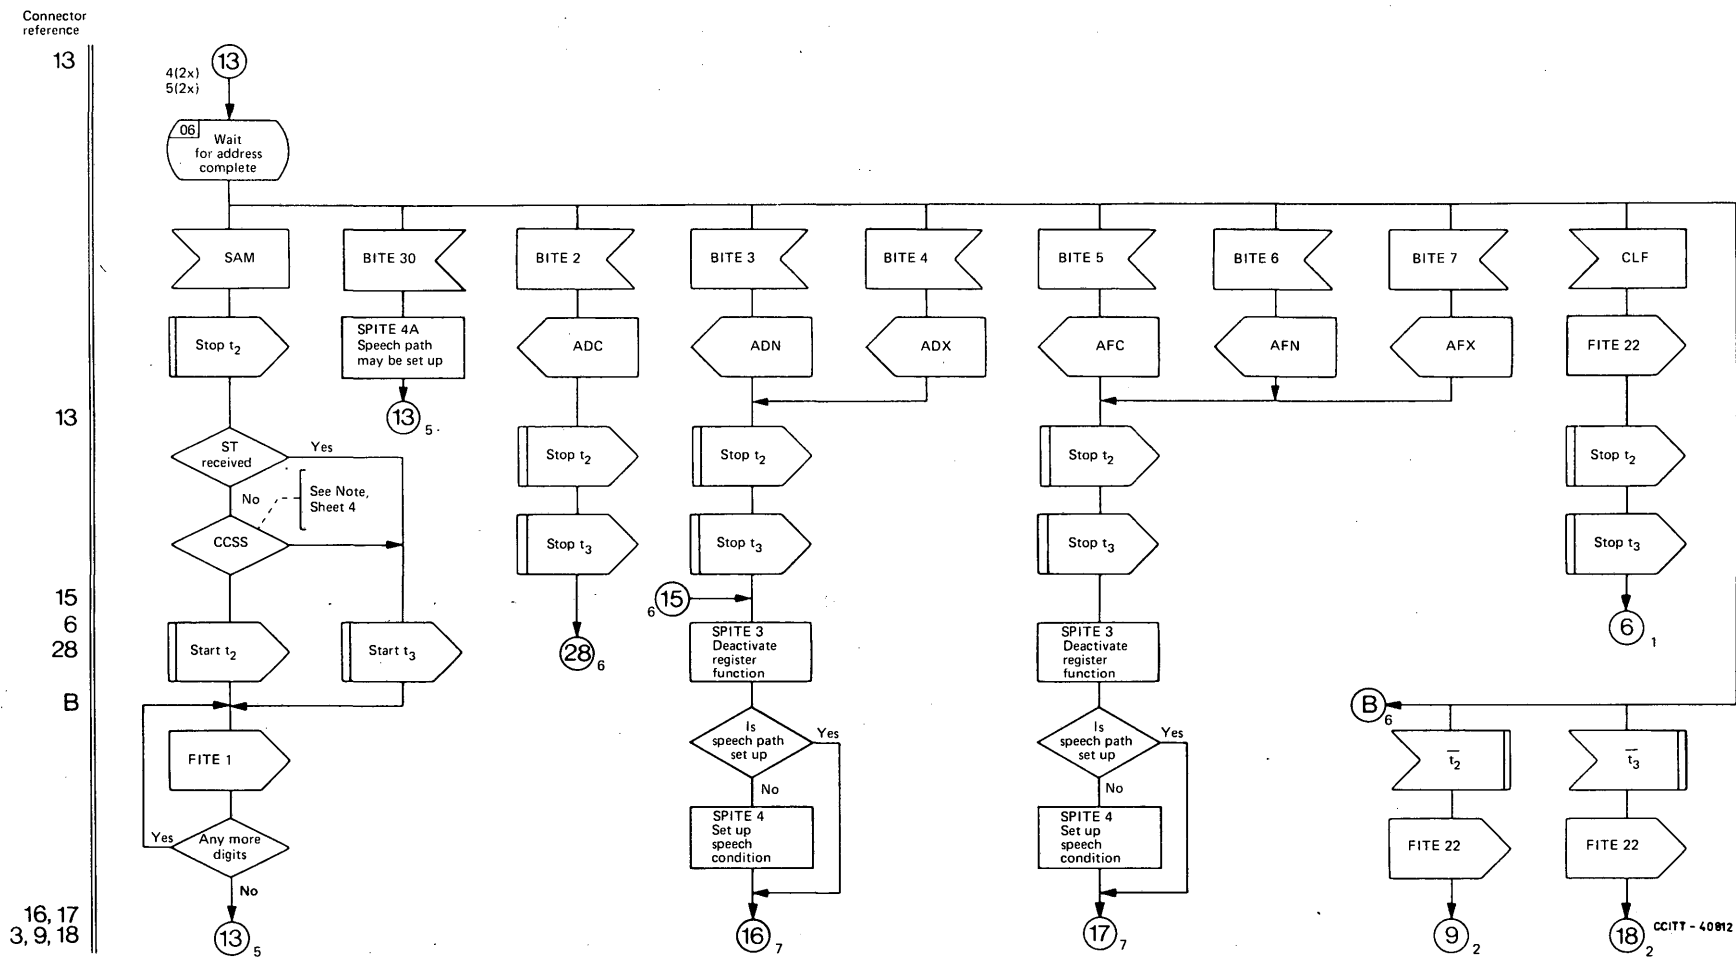 Connector
reference
13
13
15
6
28
B
16, 17
3, 9, 18
4(2x)
5(2x)
13
06
Wait
for address
complete
SAM
BITE 30
BITE 2
BITE 3
BITE 4
BITE 5
BITE 6
BITE 7
CLF
Stop t2
SPITE 4A
Speech path
may be set up
ADC
ADN
ADX
AFC
AFN
AFX
FITE 22
13
5
ST
received
Yes
No
See Note,
Sheet 4
CCSS
Stop t2
Stop t2
Stop t2
Stop t2
Stop t3
Stop t3
Stop t3
Stop t3
6
15
28
6
6
1
Start t2
Start t3
SPITE 3
Deactivate
register
function
SPITE 3
Deactivate
register
function
B
6
FITE 1
Is
speech path
set up
Yes
No
Is
speech path
set up
Yes
No
t2
t3
Any more
digits
Yes
No
SPITE 4
Set up
speech
condition
SPITE 4
Set up
speech
condition
FITE 22
FITE 22
13
5
16
7
17
7
9
2
18
2
CCITT - 40812